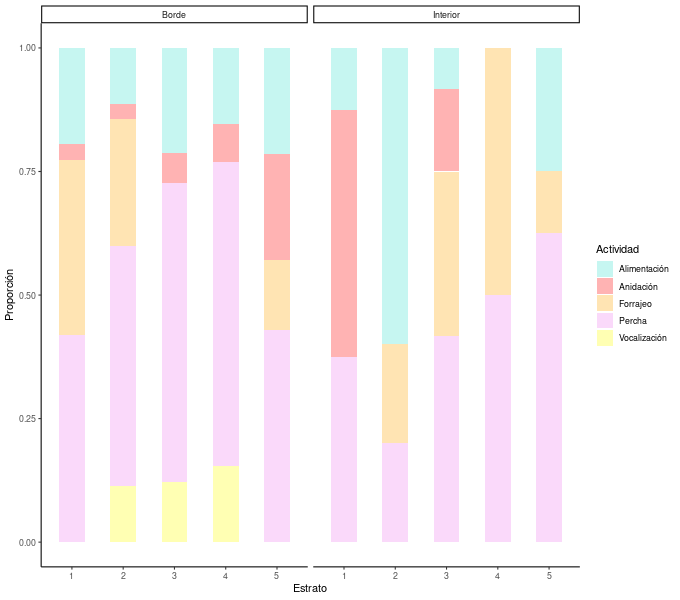 Borde
Interior
1.00
0.75
0.50
0.25
0.00
Proporción
1 2 3 4 5
1 2 3 4 5
Estrato
Actividad
Alimentación
Anidación
Forrajeo
Percha
Vocalización